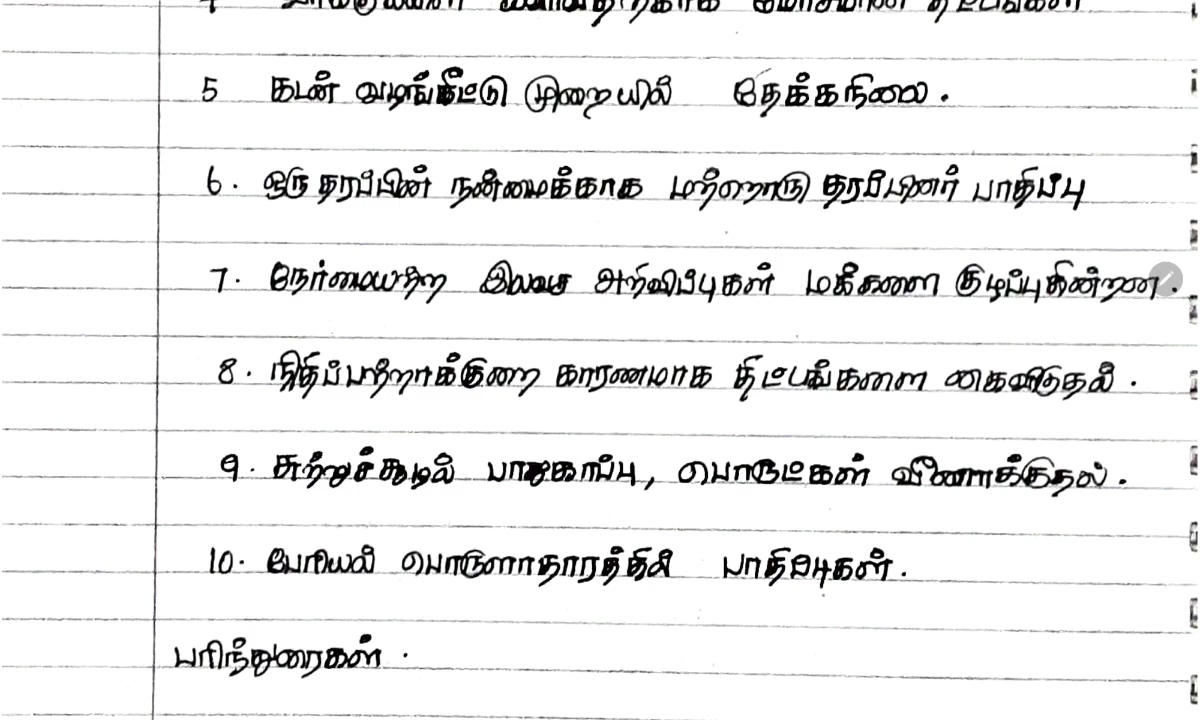 5 கடன் வழங்கீட்டு முறையில் தேக்கநிலை.
6. ஒரு தரப்பின் நன்மைக்காக மற்றொரு தரப்பினர் பாதிப்பு
7. நேர்மையற்ற இலவச அறிவிப்புகள் மக்களை குழப்புகின்றன.
8. நிதிப்பற்றாக்குறை காரணமாக திட்டங்களை கைவிடுதல்.
9. சுற்றுச்சூழல் பாதுகாப்பு, பொருட்கள் வீணாக்குதல்.
10. பேரியல் பொருளாதாரத்தில் பாதிப்புகள்.
பரிந்துரைகள்.